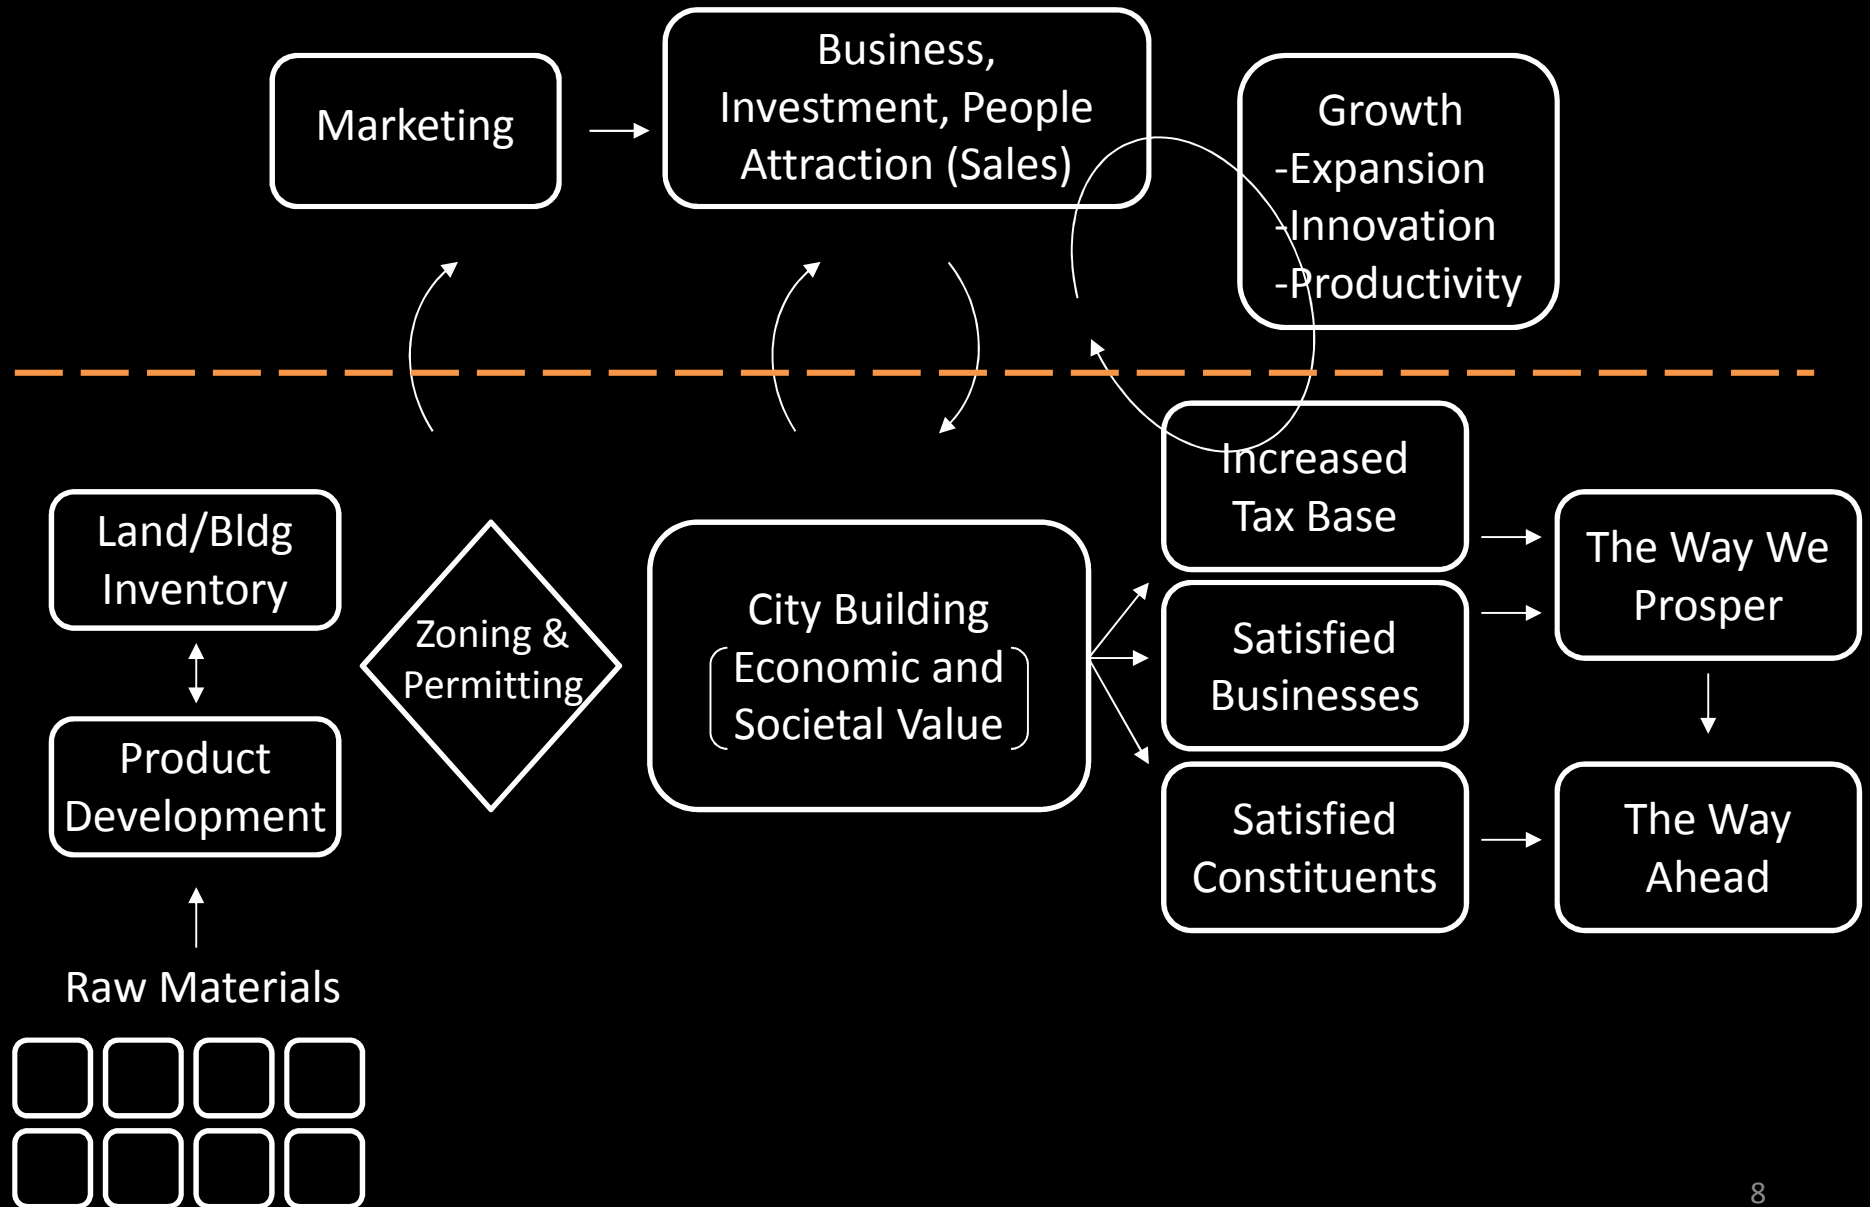 Marketing
Business,
Investment, People
Attraction (Sales)
Growth
-Expansion
-Innovation
-Productivity
Land/Bldg
Inventory
Product
Development
Raw Materials
Zoning &
Permitting
City Building
Economic and
Societal Value
Increased
Tax Base
Satisfied
Businesses
Satisfied
Constituents
The Way We
Prosper
The Way
Ahead
8